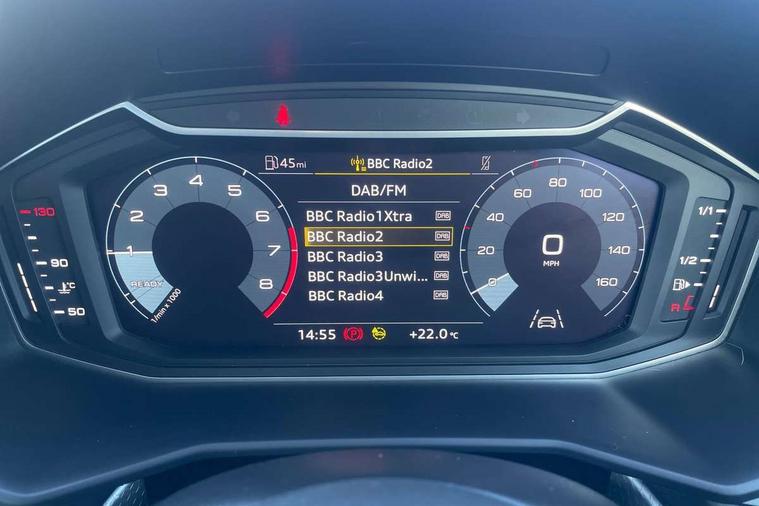 45mi
BBC Radio2
DAB/FM
BBC Radio1Xtra DAB
BBC Radio2 DAB
BBC Radio3 DAB
BBC Radio3Unwi... DAB
BBC Radio4 DAB
14:55 P +22.0°C
1 2 3 4 5 6 7 8
READY
1/min x 1000
0 20 40 60 80 100 120 140 160
0
MPH
130
90
°C
50
1/1
1/2
R